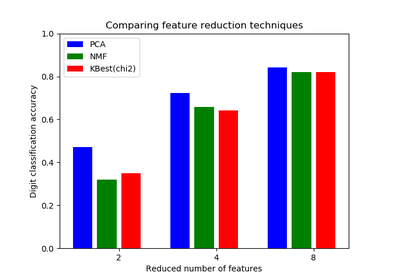 Comparing feature reduction techniques
PCA
NMF
KBest(chi2)
1.0
0.8
0.6
0.4
0.2
0.0
Digit classification accuracy
2 4 8
Reduced number of features